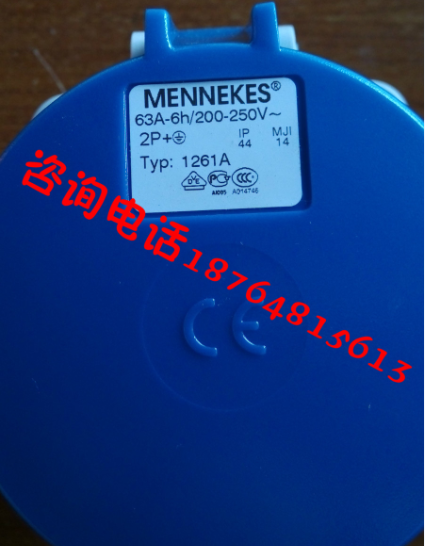 MENNEKES®
63A-6h/200-250V~
2P+⏚ IP 44 MJI 14
Typ: 1261A
A014746
咨询电话18764815613
CE